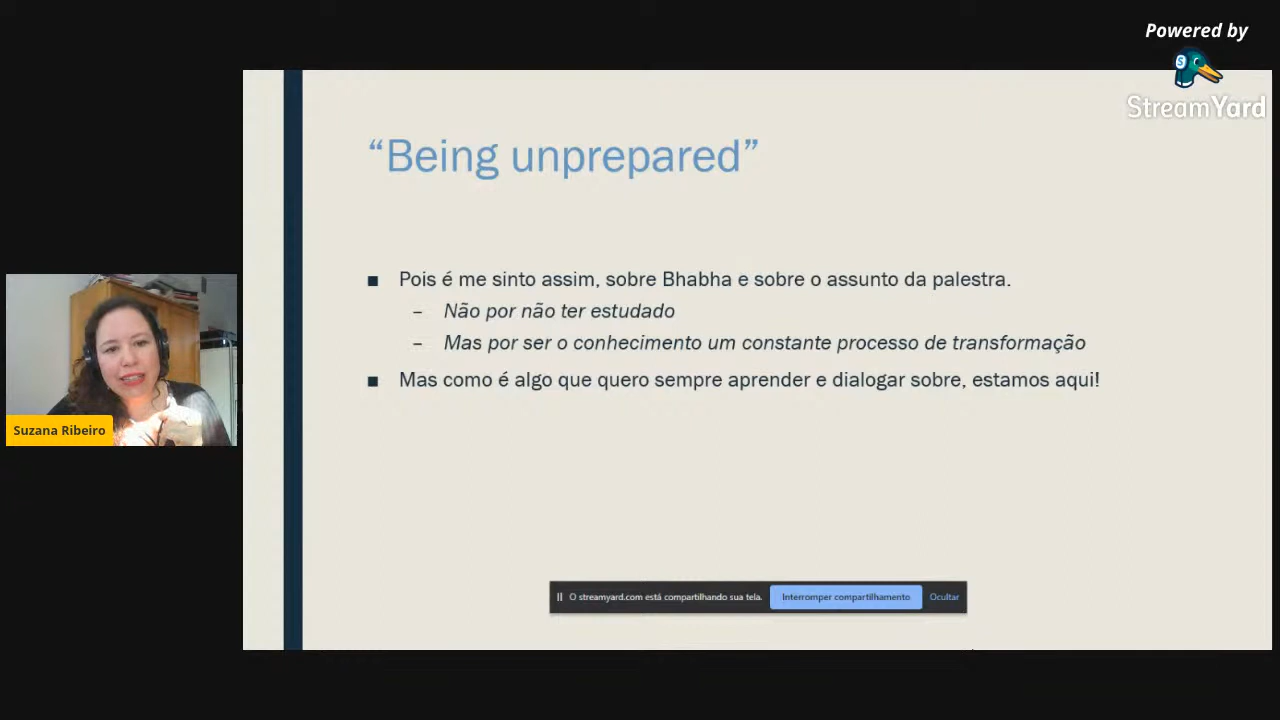 Powered by
StreamYard
“Being unprepared”
■ Pois é me sinto assim, sobre Bhabha e sobre o assunto da palestra.
– Não por não ter estudado
– Mas por ser o conhecimento um constante processo de transformação
■ Mas como é algo que quero sempre aprender e dialogar sobre, estamos aqui!
Suzana Ribeiro
O streamyard.com está compartilhando sua tela. Interromper compartilhamento Ocultar